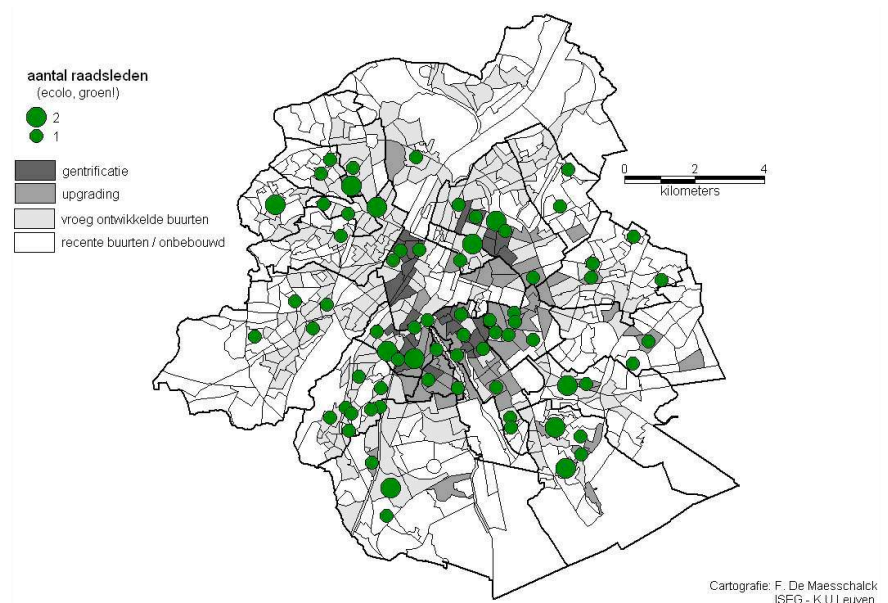 aantal raadsleden
(ecolo, groen!)
2
1
gentrificatie
upgrading
vroeg ontwikkelde buurten
recente buurten / onbebouwd
0 2 4
kilometers
Cartografie: F. De Maesschalck
ISEG - K.U.Leuven